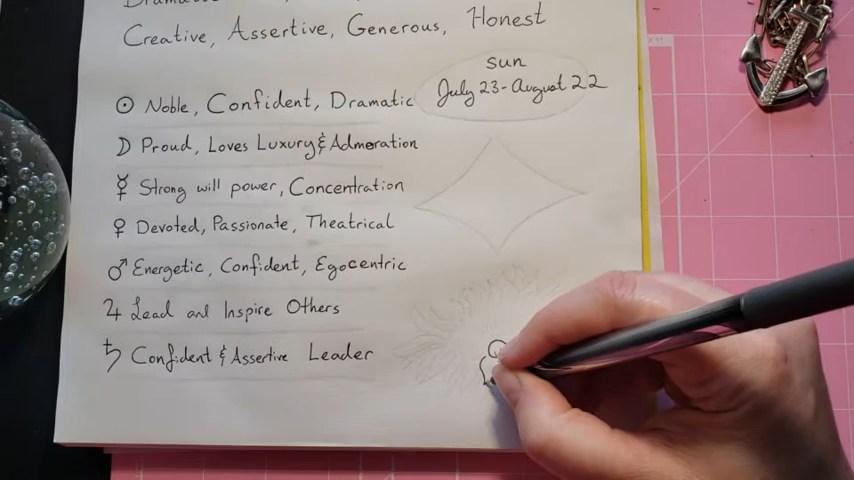 Creative, Assertive, Generous, Honest
sun
July 23 - August 22
☉ Noble, Confident, Dramatic
☽ Proud, Loves Luxury & Admeration
☿ Strong will power, Concentration
♀ Devoted, Passionate, Theatrical
♂ Energetic, Confident, Egocentric
♃ Lead and Inspire Others
♄ Confident & Assertive Leader